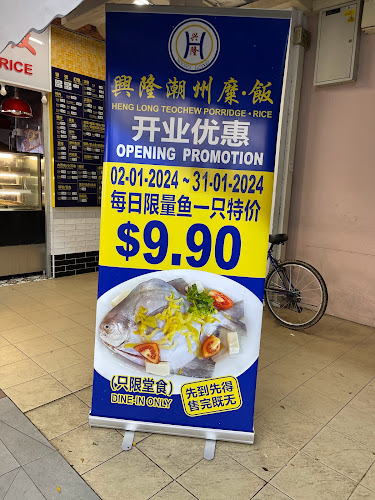 RICE
興隆
興隆潮州糜·飯
HENG LONG TEOCHEW PORRIDGE · RICE
开业优惠
OPENING PROMOTION
02-01-2024 ~ 31-01-2024
每日限量鱼一只特价
$9.90
(只限堂食)
DINE-IN ONLY
先到先得
售完既无